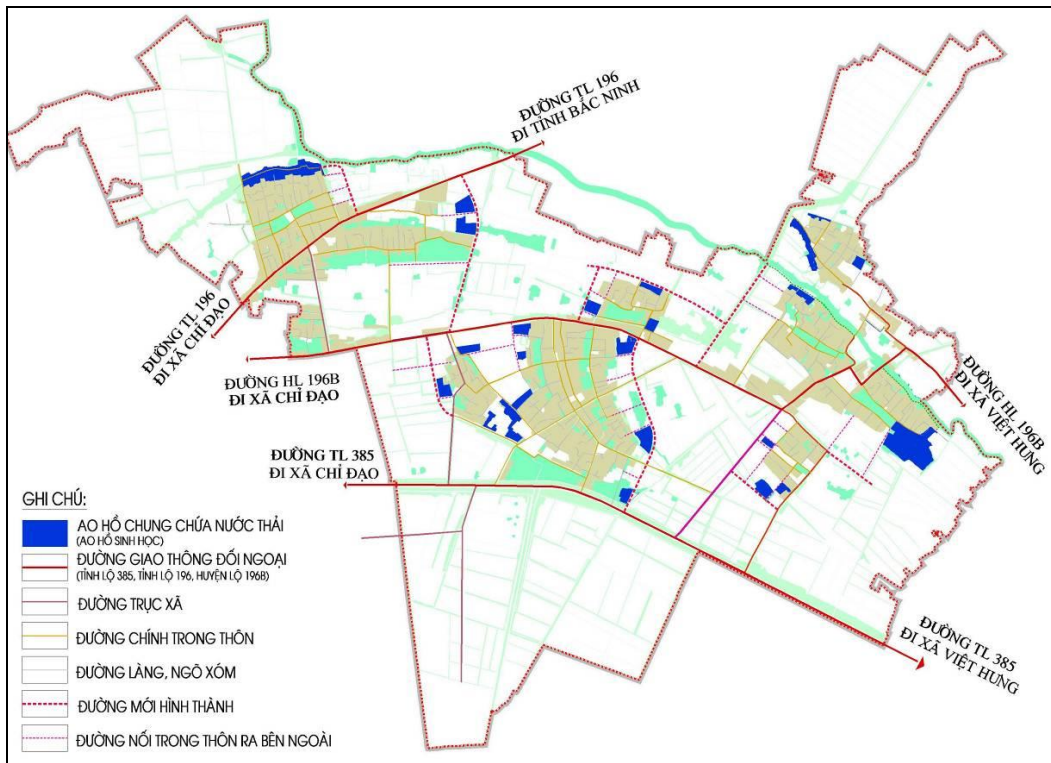 ĐƯỜNG TL 196
ĐI TỈNH BẮC NINH
ĐƯỜNG TL 196
ĐI XÃ CHỈ ĐẠO
ĐƯỜNG HL 196B
ĐI XÃ CHỈ ĐẠO
ĐƯỜNG HL 196B
ĐI XÃ VIỆT HƯNG
ĐƯỜNG TL 385
ĐI XÃ CHỈ ĐẠO
ĐƯỜNG TL 385
ĐI XÃ VIỆT HƯNG
GHI CHÚ:
AO HỒ CHUNG CHỨA NƯỚC THẢI
(AO HỒ SINH HỌC)
ĐƯỜNG GIAO THÔNG ĐỐI NGOẠI
(TỈNH LỘ 385, TỈNH LỘ 196, HUYỆN LỘ 196B)
ĐƯỜNG TRỤC XÃ
ĐƯỜNG CHÍNH TRONG THÔN
ĐƯỜNG LÀNG, NGÕ XÓM
ĐƯỜNG MỚI HÌNH THÀNH
ĐƯỜNG NỐI TRONG THÔN RA BÊN NGOÀI